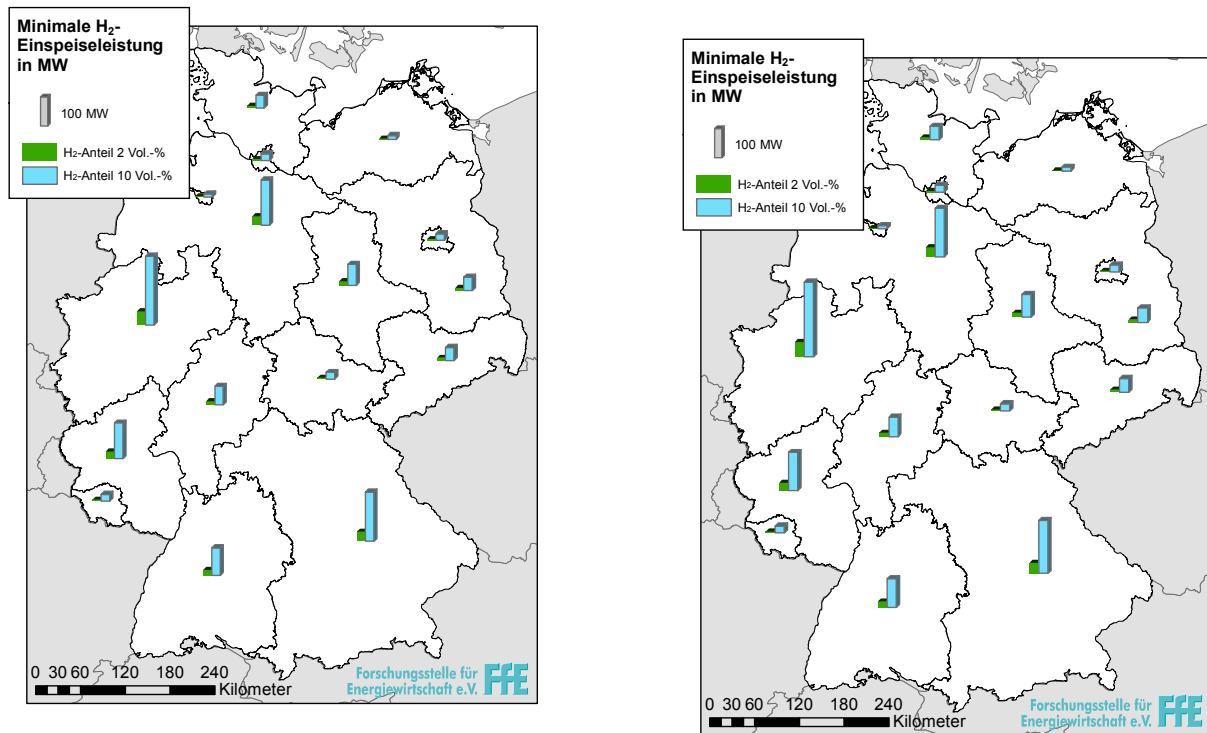 Minimale H₂-
Einspeiseleistung
in MW
100 MW
H₂-Anteil 2 Vol.-%
H₂-Anteil 10 Vol.-%
0 30 60 120 180 240
Kilometer
Forschungsstelle für
Energiewirtschaft e.V.
FfE
Minimale H₂-
Einspeiseleistung
in MW
100 MW
H₂-Anteil 2 Vol.-%
H₂-Anteil 10 Vol.-%
0 30 60 120 180 240
Kilometer
Forschungsstelle für
Energiewirtschaft e.V.
FfE